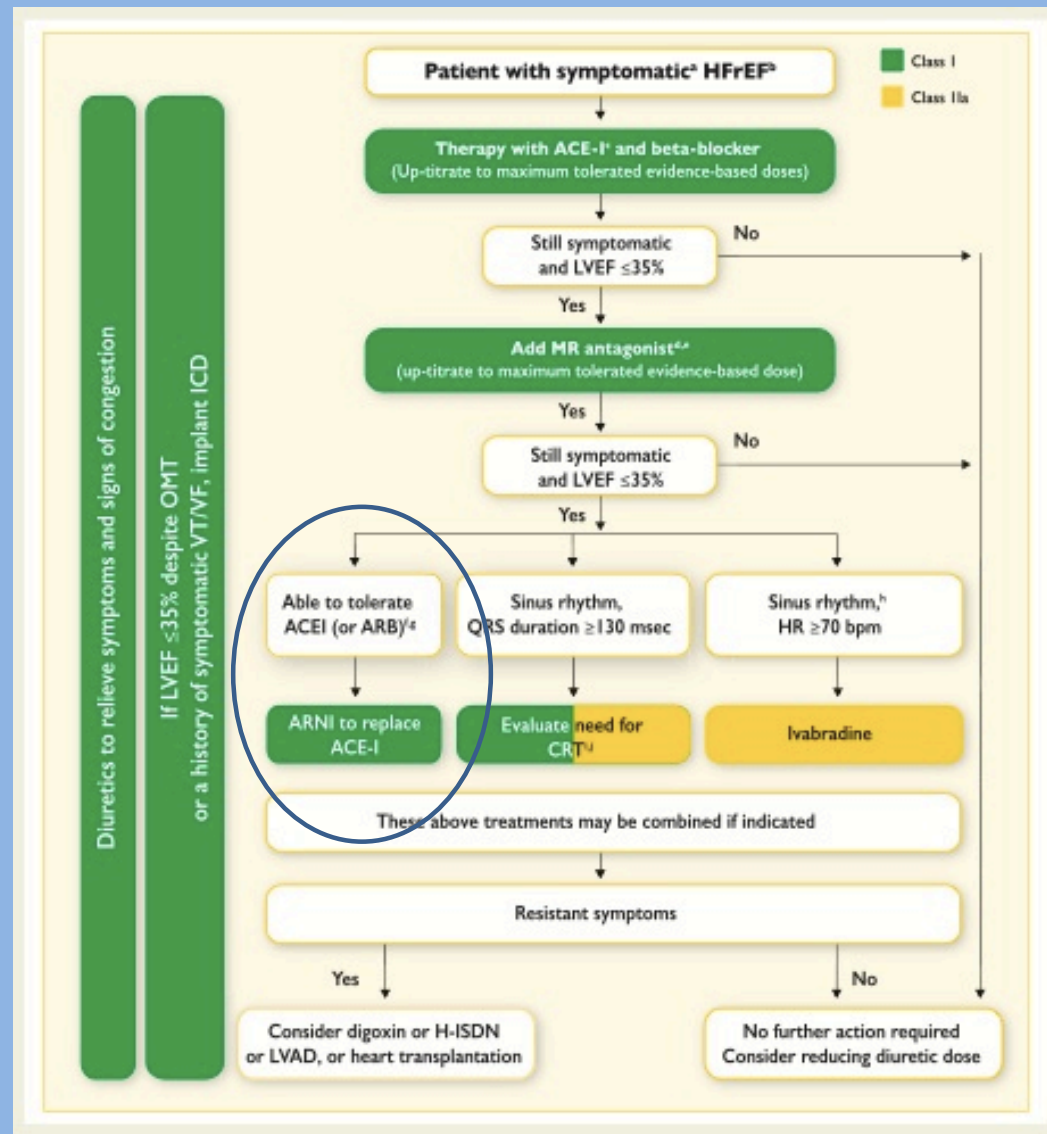 Patient with symptomaticᵃ HFrEFᵇ
Class I
Class IIa
Therapy with ACE-Iᶜ and beta-blocker
(Up-titrate to maximum tolerated evidence-based doses)
Still symptomatic
and LVEF ≤35%
No
Yes
Add MR antagonistᵈ,ᵉ
(up-titrate to maximum tolerated evidence-based dose)
Yes
Still symptomatic
and LVEF ≤35%
No
Yes
Able to tolerate
ACEI (or ARB)ᶠ,ᵍ
Sinus rhythm,
QRS duration ≥130 msec
Sinus rhythm,ʰ
HR ≥70 bpm
ARNI to replace
ACE-I
Evaluate need for
CRTⁱ,ʲ
Ivabradine
These above treatments may be combined if indicated
Resistant symptoms
Yes
No
Consider digoxin or H-ISDN
or LVAD, or heart transplantation
No further action required
Consider reducing diuretic dose
Diuretics to relieve symptoms and signs of congestion
If LVEF ≤35% despite OMT
or a history of symptomatic VT/VF, implant ICD